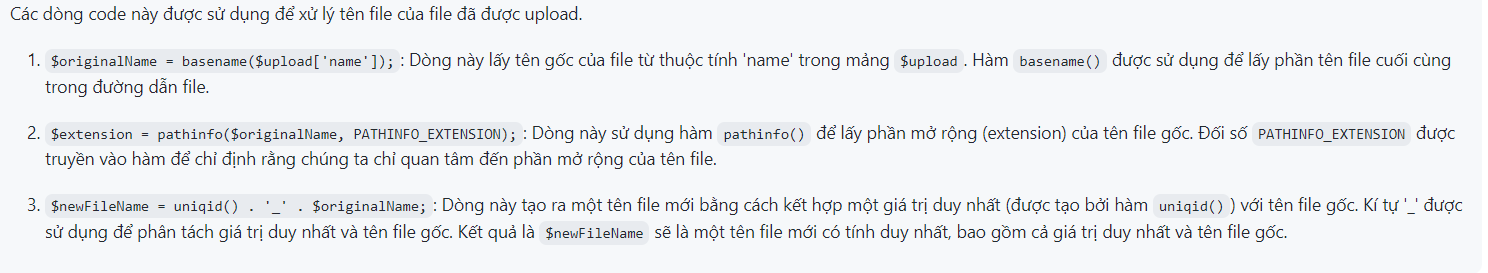 Các dòng code này được sử dụng để xử lý tên file của file đã được upload.
1. $originalName = basename($upload['name']); : Dòng này lấy tên gốc của file từ thuộc tính 'name' trong mảng $upload . Hàm basename() được sử dụng để lấy phần tên file cuối cùng
trong đường dẫn file.
2. $extension = pathinfo($originalName, PATHINFO_EXTENSION); : Dòng này sử dụng hàm pathinfo() để lấy phần mở rộng (extension) của tên file gốc. Đối số PATHINFO_EXTENSION được
truyền vào hàm để chỉ định rằng chúng ta chỉ quan tâm đến phần mở rộng của tên file.
3. $newFileName = uniqid() . '_' . $originalName; : Dòng này tạo ra một tên file mới bằng cách kết hợp một giá trị duy nhất (được tạo bởi hàm uniqid() ) với tên file gốc. Kí tự '_' được
sử dụng để phân tách giá trị duy nhất và tên file gốc. Kết quả là $newFileName sẽ là một tên file mới có tính duy nhất, bao gồm cả giá trị duy nhất và tên file gốc.